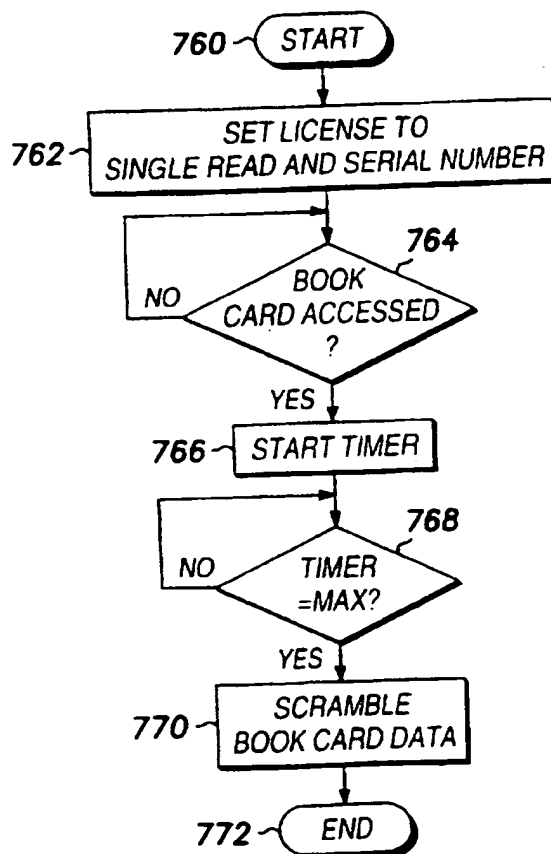 760 START
762 SET LICENSE TO
SINGLE READ AND SERIAL NUMBER
764
NO BOOK
CARD ACCESSED
?
YES
766 START TIMER
768
NO TIMER
=MAX?
YES
770 SCRAMBLE
BOOK CARD DATA
772 END